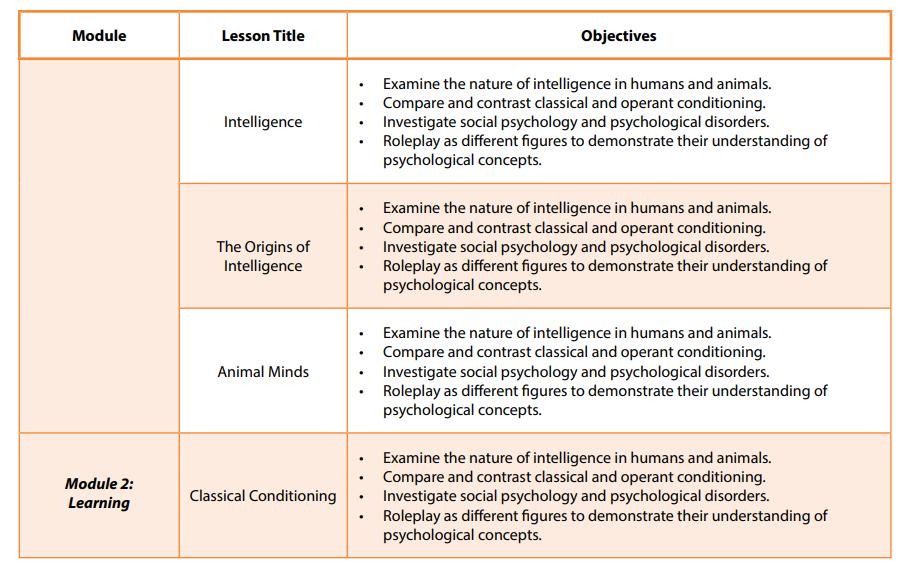 Module Lesson Title Objectives
Intelligence
• Examine the nature of intelligence in humans and animals.
• Compare and contrast classical and operant conditioning.
• Investigate social psychology and psychological disorders.
• Roleplay as different figures to demonstrate their understanding of
psychological concepts.
The Origins of
Intelligence
• Examine the nature of intelligence in humans and animals.
• Compare and contrast classical and operant conditioning.
• Investigate social psychology and psychological disorders.
• Roleplay as different figures to demonstrate their understanding of
psychological concepts.
Animal Minds
• Examine the nature of intelligence in humans and animals.
• Compare and contrast classical and operant conditioning.
• Investigate social psychology and psychological disorders.
• Roleplay as different figures to demonstrate their understanding of
psychological concepts.
Module 2:
Learning
Classical Conditioning
• Examine the nature of intelligence in humans and animals.
• Compare and contrast classical and operant conditioning.
• Investigate social psychology and psychological disorders.
• Roleplay as different figures to demonstrate their understanding of
psychological concepts.